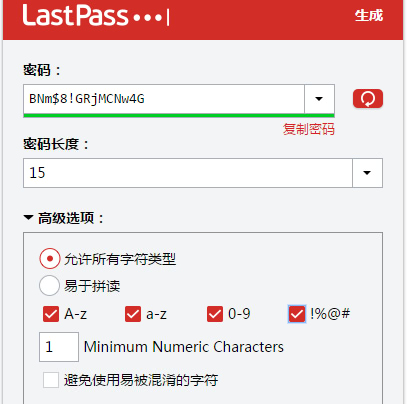 LastPass•••| 生成
密码：
BNm$8!GRjMCNw4G
复制密码
密码长度：
15
高级选项：
允许所有字符类型
易于拼读
A-z a-z 0-9 !%@#
1 Minimum Numeric Characters
避免使用易被混淆的字符